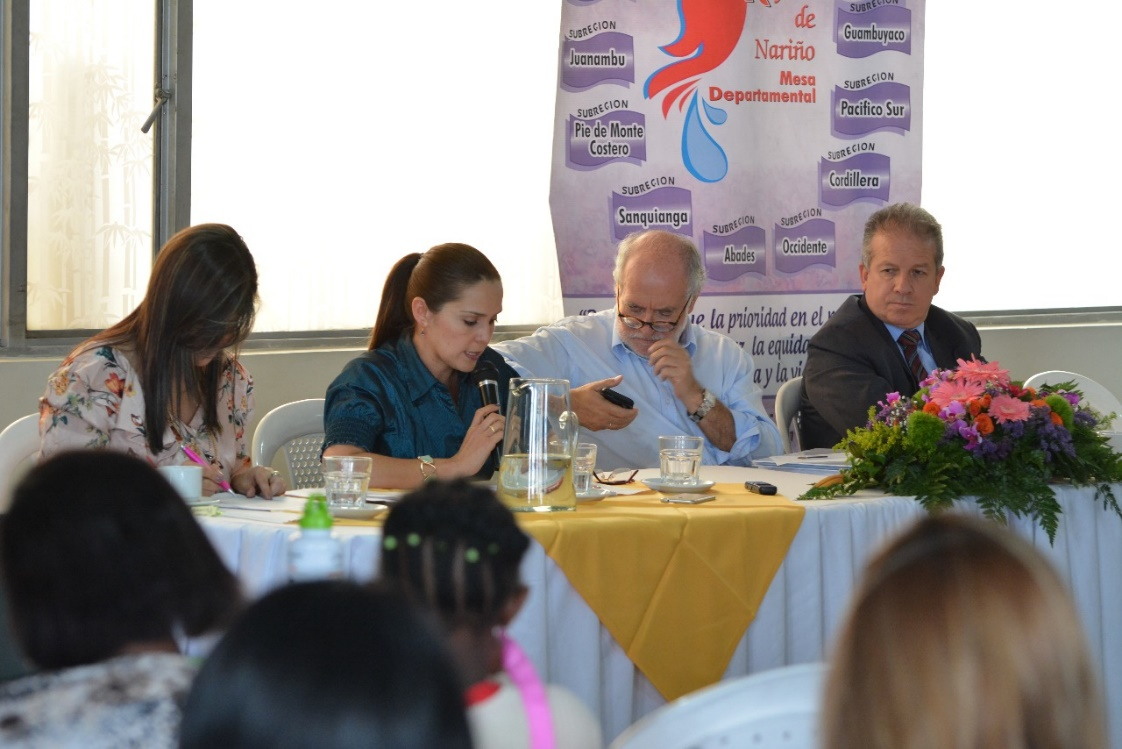 de
Nariño
Mesa
Departamental
SUBREGION
Juanambu
SUBREGION
Pie de Monte
Costero
SUBREGION
Sanquianga
SUBREGION
Abades
SUBREGION
Occidente
SUBREGION
Cordillera
SUBREGION
Pacífico Sur
SUBREGION
Guambuyaco
la prioridad en el
la equida
a y la vi